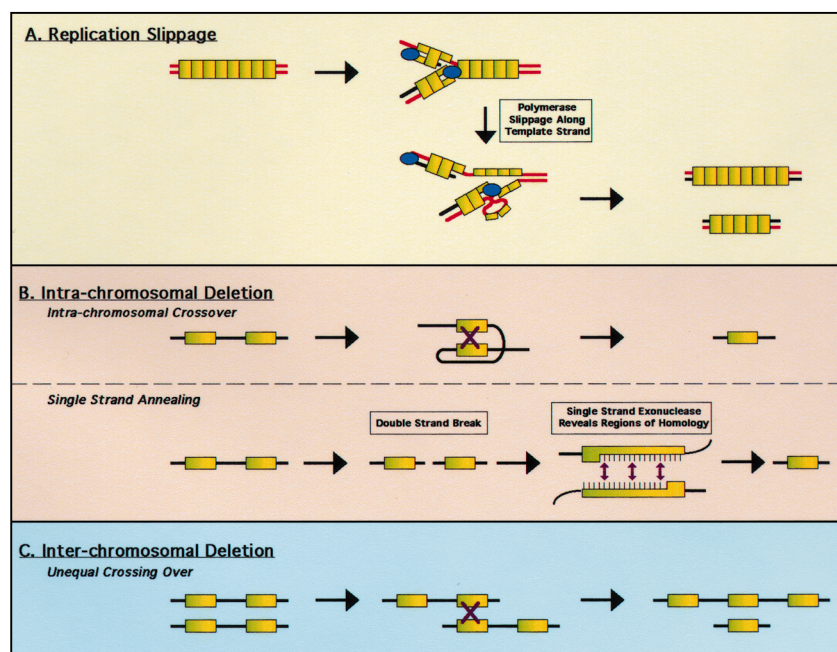 A. Replication Slippage
Polymerase
Slippage Along
Template Strand
B. Intra-chromosomal Deletion
Intra-chromosomal Crossover
Single Strand Annealing
Double Strand Break
Single Strand Exonuclease
Reveals Regions of Homology
C. Inter-chromosomal Deletion
Unequal Crossing Over